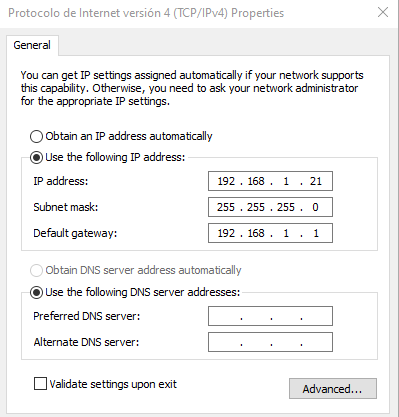 Protocolo de Internet versión 4 (TCP/IPv4) Properties
General
You can get IP settings assigned automatically if your network supports
this capability. Otherwise, you need to ask your network administrator
for the appropriate IP settings.
Obtain an IP address automatically
Use the following IP address:
IP address: 192 . 168 . 1 . 21
Subnet mask: 255 . 255 . 255 . 0
Default gateway: 192 . 168 . 1 . 1
Obtain DNS server address automatically
Use the following DNS server addresses:
Preferred DNS server: . . .
Alternate DNS server: . . .
Validate settings upon exit
Advanced...